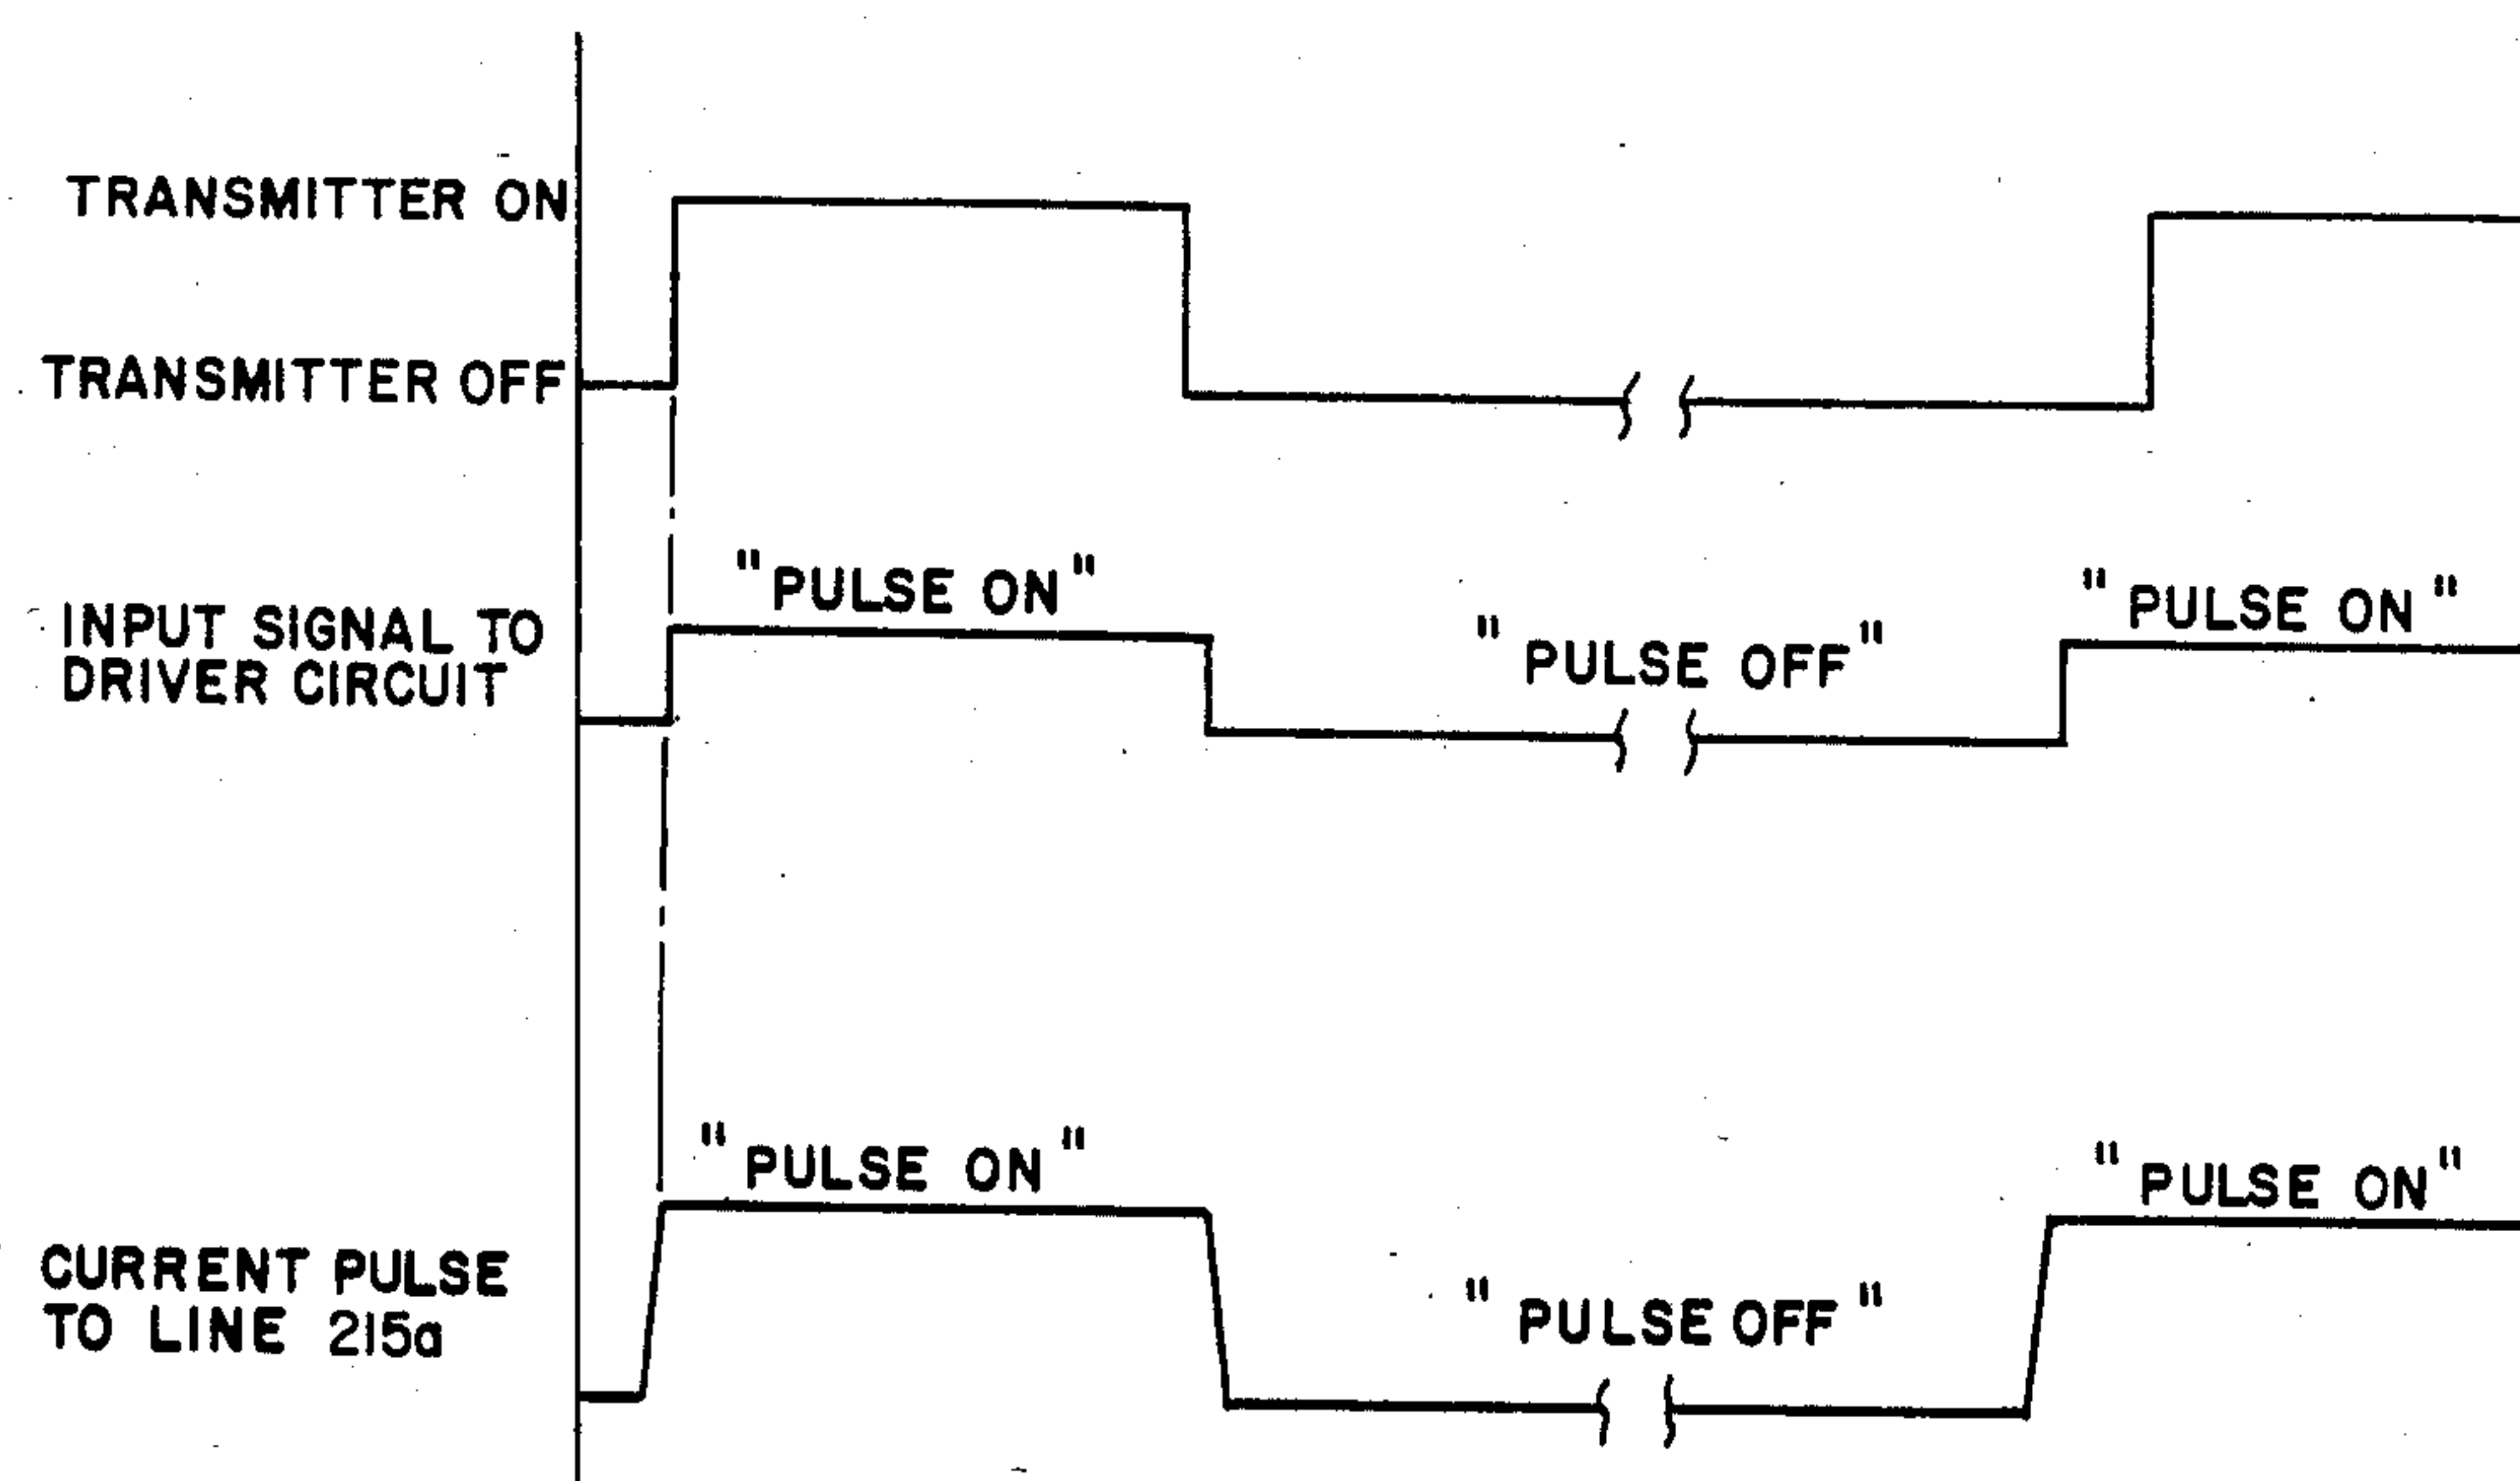 TRANSMITTER ON
TRANSMITTER OFF
"PULSE ON"
"PULSE ON"
INPUT SIGNAL TO
DRIVER CIRCUIT
"PULSE OFF"
"PULSE ON"
"PULSE ON"
CURRENT PULSE
TO LINE 215a
"PULSE OFF"